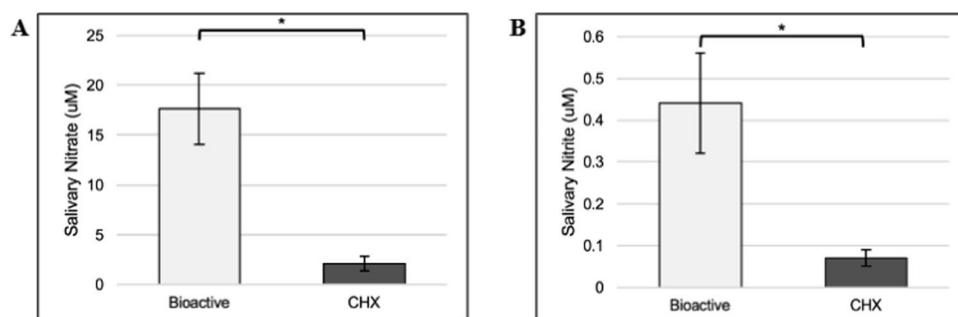 A
*
Salivary Nitrate (uM)
25
20
15
10
5
0
Bioactive CHX
B
*
Salivary Nitrite (uM)
0.6
0.5
0.4
0.3
0.2
0.1
0
Bioactive CHX